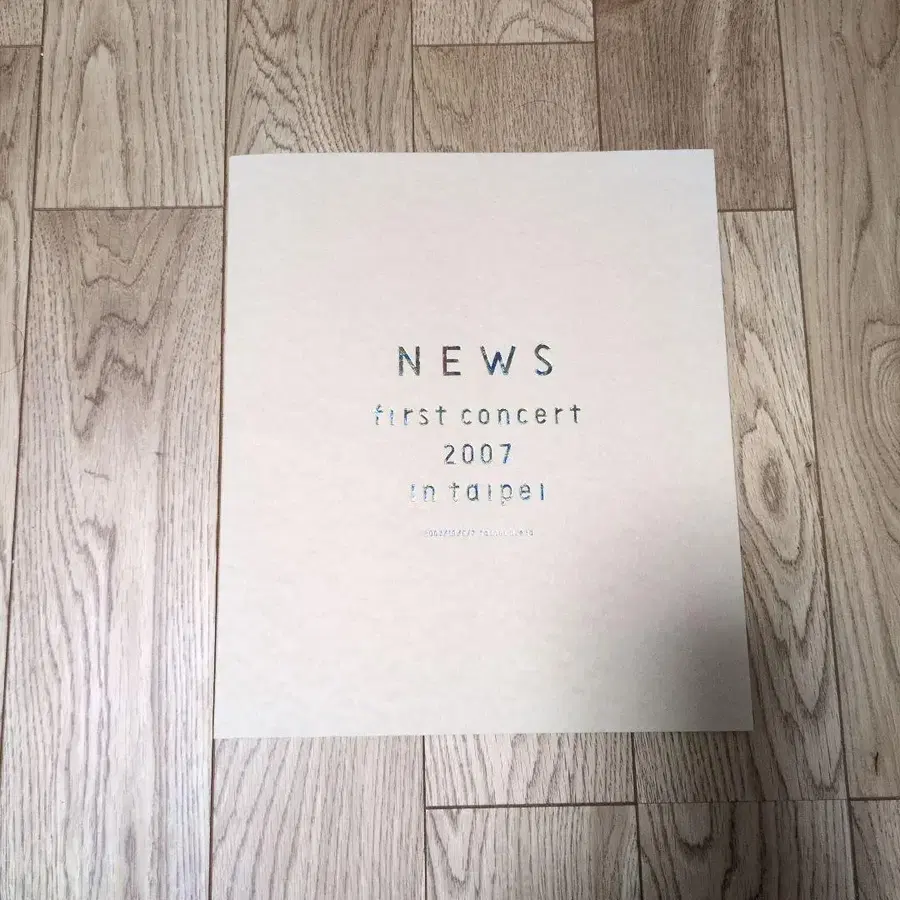 NEWS
first concert
2007
in taipei